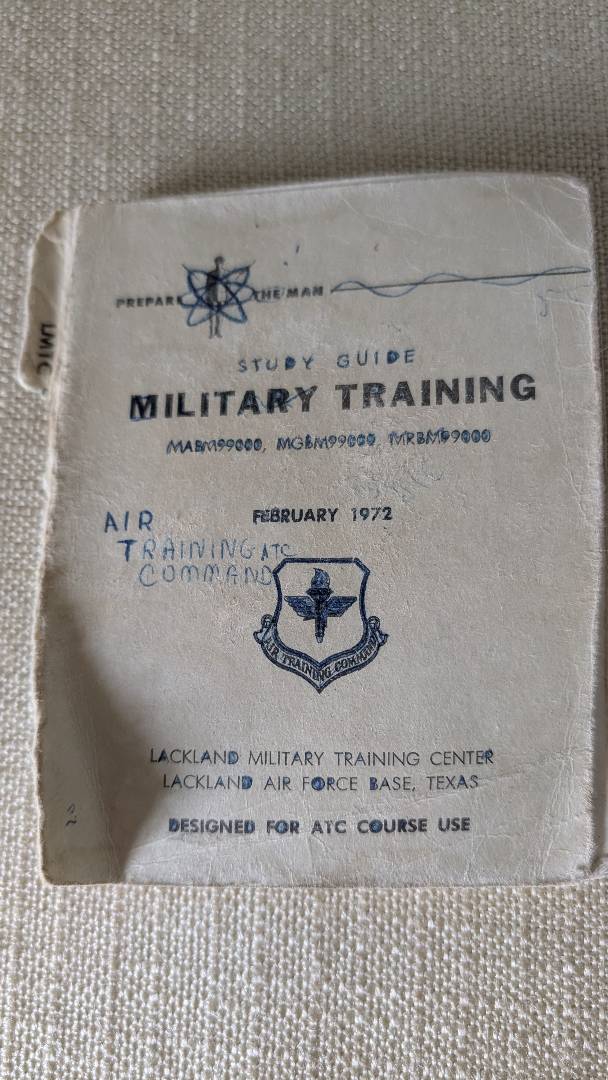 PREPARE THE MAN
STUDY GUIDE
MILITARY TRAINING
MABM99000, MGBM99000, MRBM99000
FEBRUARY 1972
AIR
TRAINING ATC
COMMAND
AIR TRAINING COMMAND
LACKLAND MILITARY TRAINING CENTER
LACKLAND AIR FORCE BASE, TEXAS
DESIGNED FOR ATC COURSE USE